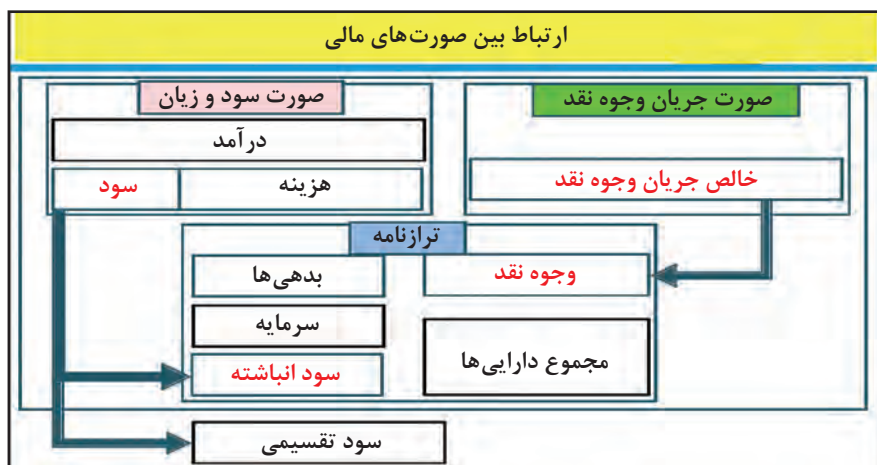 ارتباط بین صورت‌های مالی
صورت جریان وجوه نقد
خالص جریان وجوه نقد
صورت سود و زیان
درآمد
هزینه
سود
ترازنامه
وجوه نقد
مجموع دارایی‌ها
بدهی‌ها
سرمایه
سود انباشته
سود تقسیمی